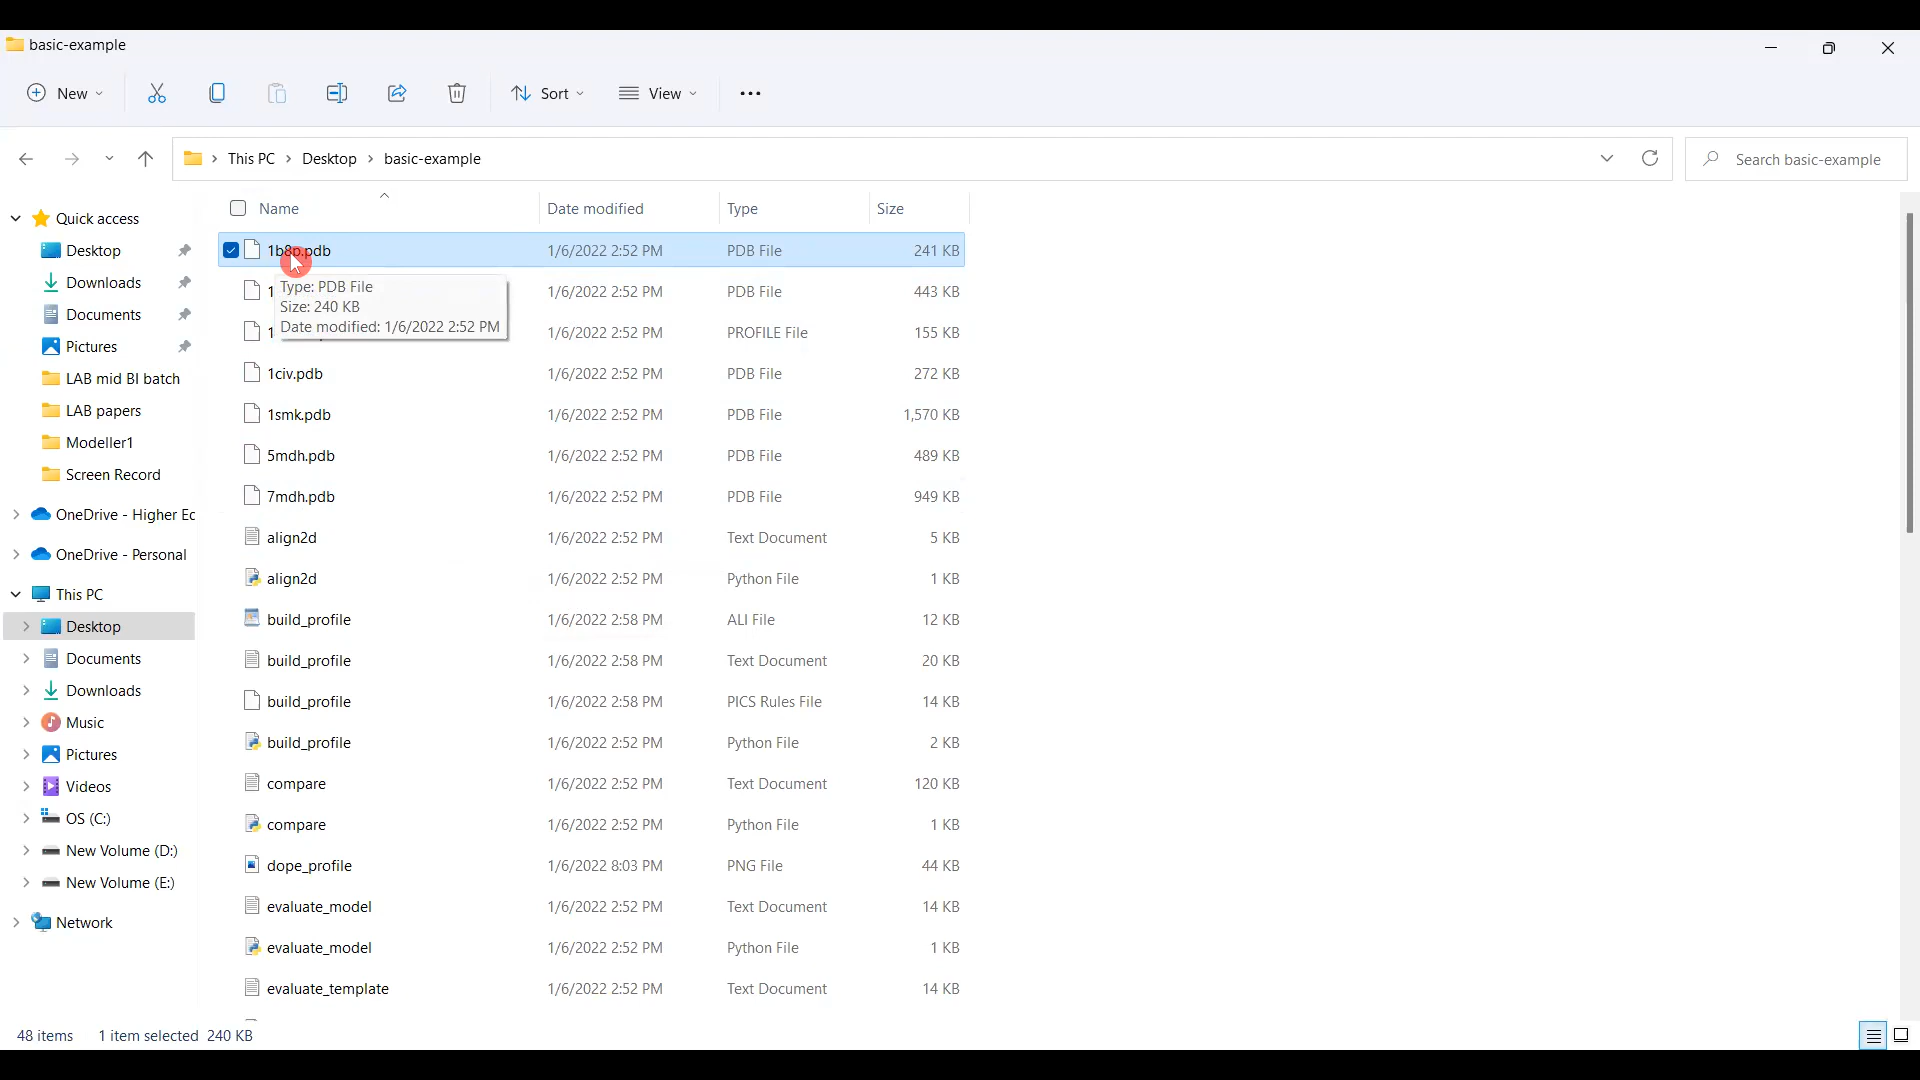 basic-example
New
Sort
View
This PC > Desktop > basic-example
Search basic-example
Name Date modified Type Size
Quick access
Desktop
Downloads
Documents
Pictures
LAB mid BI batch
LAB papers
Modeller1
Screen Record
OneDrive - Higher Ec
OneDrive - Personal
This PC
Desktop
Documents
Downloads
Music
Pictures
Videos
OS (C:)
New Volume (D:)
New Volume (E:)
Network
1b8p.pdb 1/6/2022 2:52 PM PDB File 241 KB
1 1/6/2022 2:52 PM PDB File 443 KB
1 1/6/2022 2:52 PM PROFILE File 155 KB
Type: PDB File
Size: 240 KB
Date modified: 1/6/2022 2:52 PM
1civ.pdb 1/6/2022 2:52 PM PDB File 272 KB
1smk.pdb 1/6/2022 2:52 PM PDB File 1,570 KB
5mdh.pdb 1/6/2022 2:52 PM PDB File 489 KB
7mdh.pdb 1/6/2022 2:52 PM PDB File 949 KB
align2d 1/6/2022 2:52 PM Text Document 5 KB
align2d 1/6/2022 2:52 PM Python File 1 KB
build_profile 1/6/2022 2:58 PM ALI File 12 KB
build_profile 1/6/2022 2:58 PM Text Document 20 KB
build_profile 1/6/2022 2:58 PM PICS Rules File 14 KB
build_profile 1/6/2022 2:52 PM Python File 2 KB
compare 1/6/2022 2:52 PM Text Document 120 KB
compare 1/6/2022 2:52 PM Python File 1 KB
dope_profile 1/6/2022 8:03 PM PNG File 44 KB
evaluate_model 1/6/2022 2:52 PM Text Document 14 KB
evaluate_model 1/6/2022 2:52 PM Python File 1 KB
evaluate_template 1/6/2022 2:52 PM Text Document 14 KB
48 items 1 item selected 240 KB